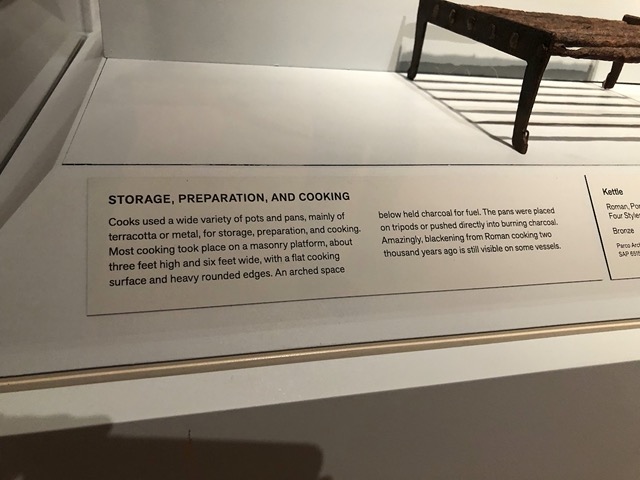 STORAGE, PREPARATION, AND COOKING
Cooks used a wide variety of pots and pans, mainly of
terracotta or metal, for storage, preparation, and cooking.
Most cooking took place on a masonry platform, about
three feet high and six feet wide, with a flat cooking
surface and heavy rounded edges. An arched space
below held charcoal for fuel. The pans were placed
on tripods or pushed directly into burning charcoal.
Amazingly, blackening from Roman cooking two
thousand years ago is still visible on some vessels.
Kettle
Roman,
Four Style
Bronze
Parco
SAP